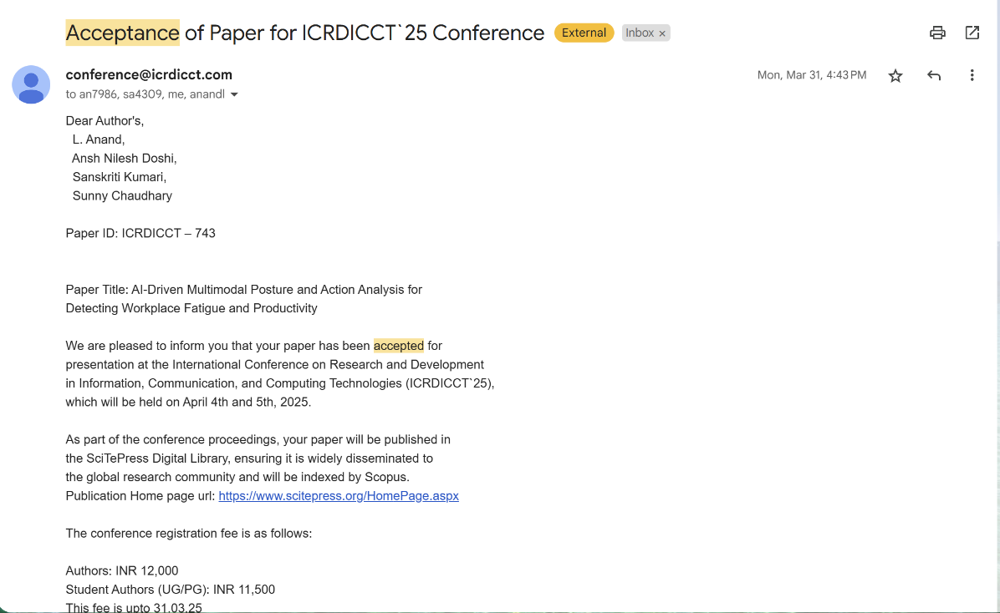 Acceptance of Paper for ICRDICCT`25 Conference External Inbox ×
conference@icrdicct.com Mon, Mar 31, 4:43 PM
to an7986, sa4309, me, anandl
Dear Author's,
L. Anand,
Ansh Nilesh Doshi,
Sanskriti Kumari,
Sunny Chaudhary
Paper ID: ICRDICCT – 743
Paper Title: AI-Driven Multimodal Posture and Action Analysis for
Detecting Workplace Fatigue and Productivity
We are pleased to inform you that your paper has been accepted for
presentation at the International Conference on Research and Development
in Information, Communication, and Computing Technologies (ICRDICCT`25),
which will be held on April 4th and 5th, 2025.
As part of the conference proceedings, your paper will be published in
the SciTePress Digital Library, ensuring it is widely disseminated to
the global research community and will be indexed by Scopus.
Publication Home page url: https://www.scitepress.org/HomePage.aspx
The conference registration fee is as follows:
Authors: INR 12,000
Student Authors (UG/PG): INR 11,500
This fee is upto 31.03.25